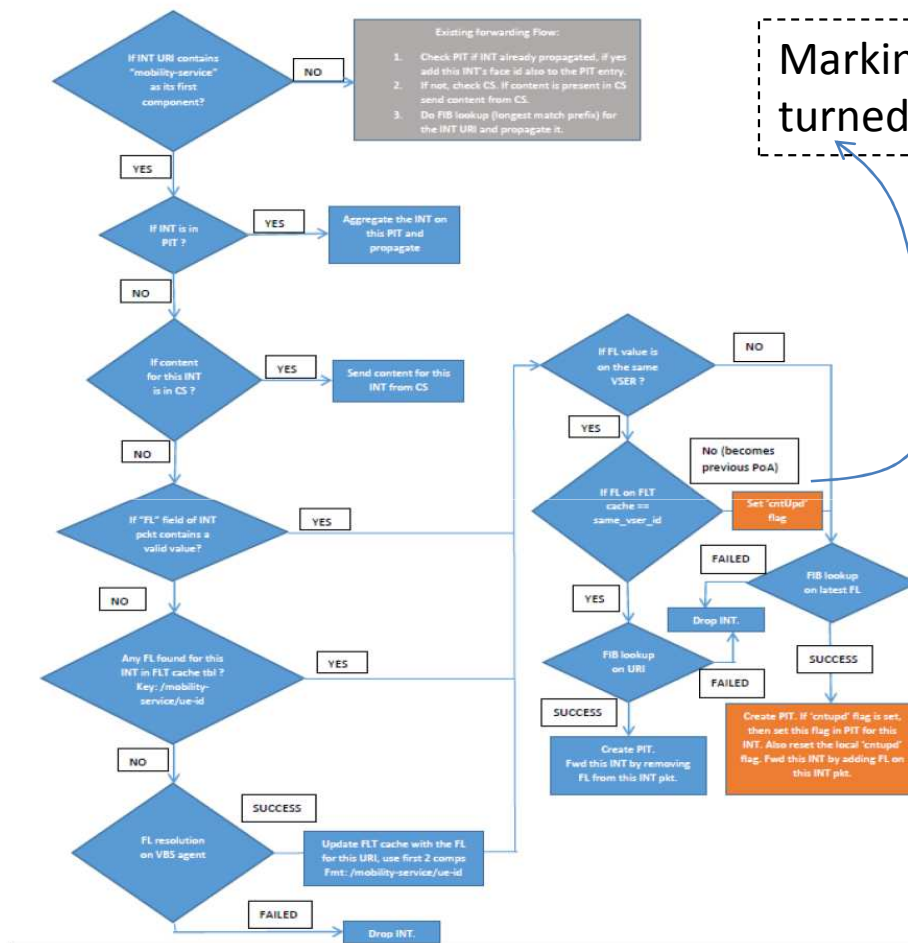 If INT URI contains
"mobility-service"
as its first
component?
NO
Existing forwarding Flow:
1. Check PIT if INT already propagated, if yes
add this INT's face id also to the PIT entry.
2. If not, check CS. If content is present in CS
send content from CS.
3. Do FIB lookup (longest match prefix) for
the INT URI and propagate it.
turned
YES
If INT is in
PIT ?
YES
Aggregate the INT on
this PIT and
propagate
NO
If content
for this INT
is in CS ?
YES
Send content for this
INT from CS
NO
If "FL" field of INT
pckt contains a
valid value?
YES
NO
Any FL found for this
INT in FLT cache tbl ?
Key: /mobility-
service/ue-id
YES
NO
FL resolution
on VBS agent
SUCCESS
Update FLT cache with the FL
for this URI, use first 2 comps
Fmt: /mobility-service/ue-id
FAILED
Drop INT.
If FL value is
on the same
VSER ?
NO
YES
If FL on FLT
cache ==
same_vser_id
No (becomes
previous PoA)
Set 'cntUpd'
flag
FAILED
FIB lookup
on latest FL
YES
Drop INT.
FIB lookup
on URI
FAILED
SUCCESS
SUCCESS
Create PIT.
Fwd this INT by removing
FL from this INT pkt.
Create PIT. If 'cntupd' flag is set,
then set this flag in PIT for this
INT. Also reset the local 'cntupd'
flag. Fwd this INT by adding FL on
this INT pkt.